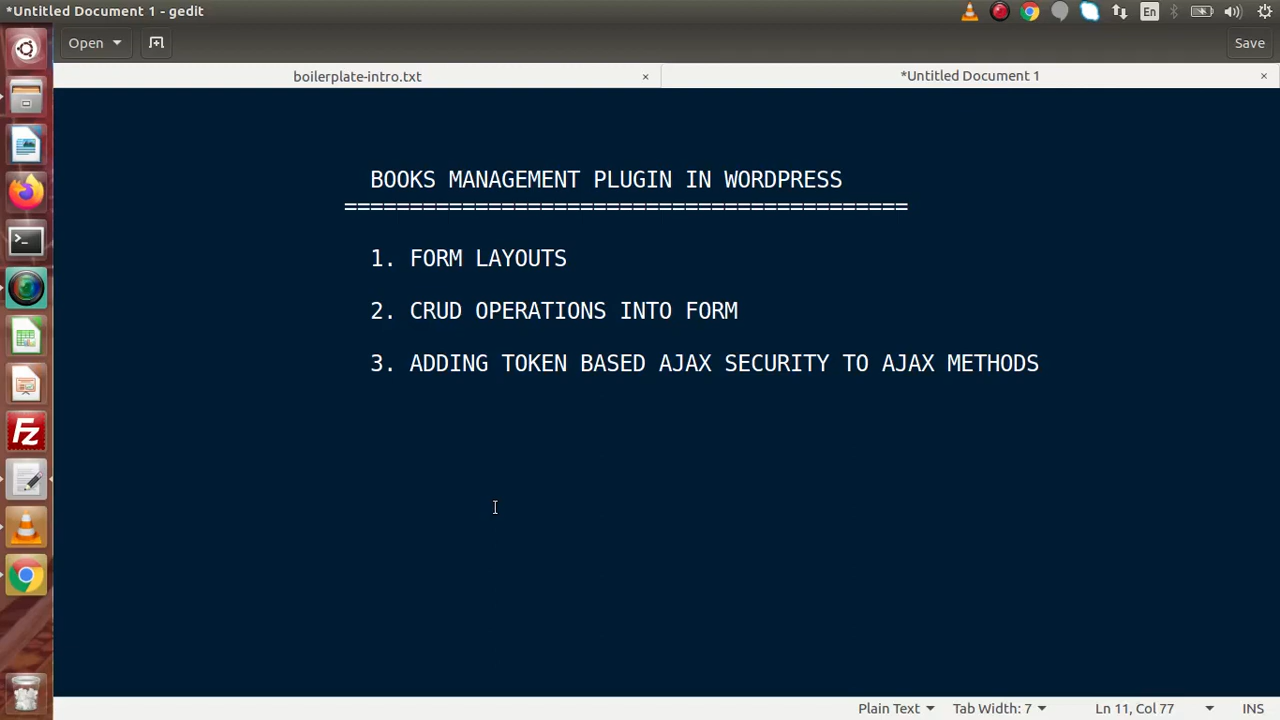 *Untitled Document 1 - gedit
En
Open
Save
boilerplate-intro.txt
*Untitled Document 1
BOOKS MANAGEMENT PLUGIN IN WORDPRESS
===========================================
1. FORM LAYOUTS
2. CRUD OPERATIONS INTO FORM
3. ADDING TOKEN BASED AJAX SECURITY TO AJAX METHODS
Fz
Plain Text
Tab Width: 7
Ln 11, Col 77
INS